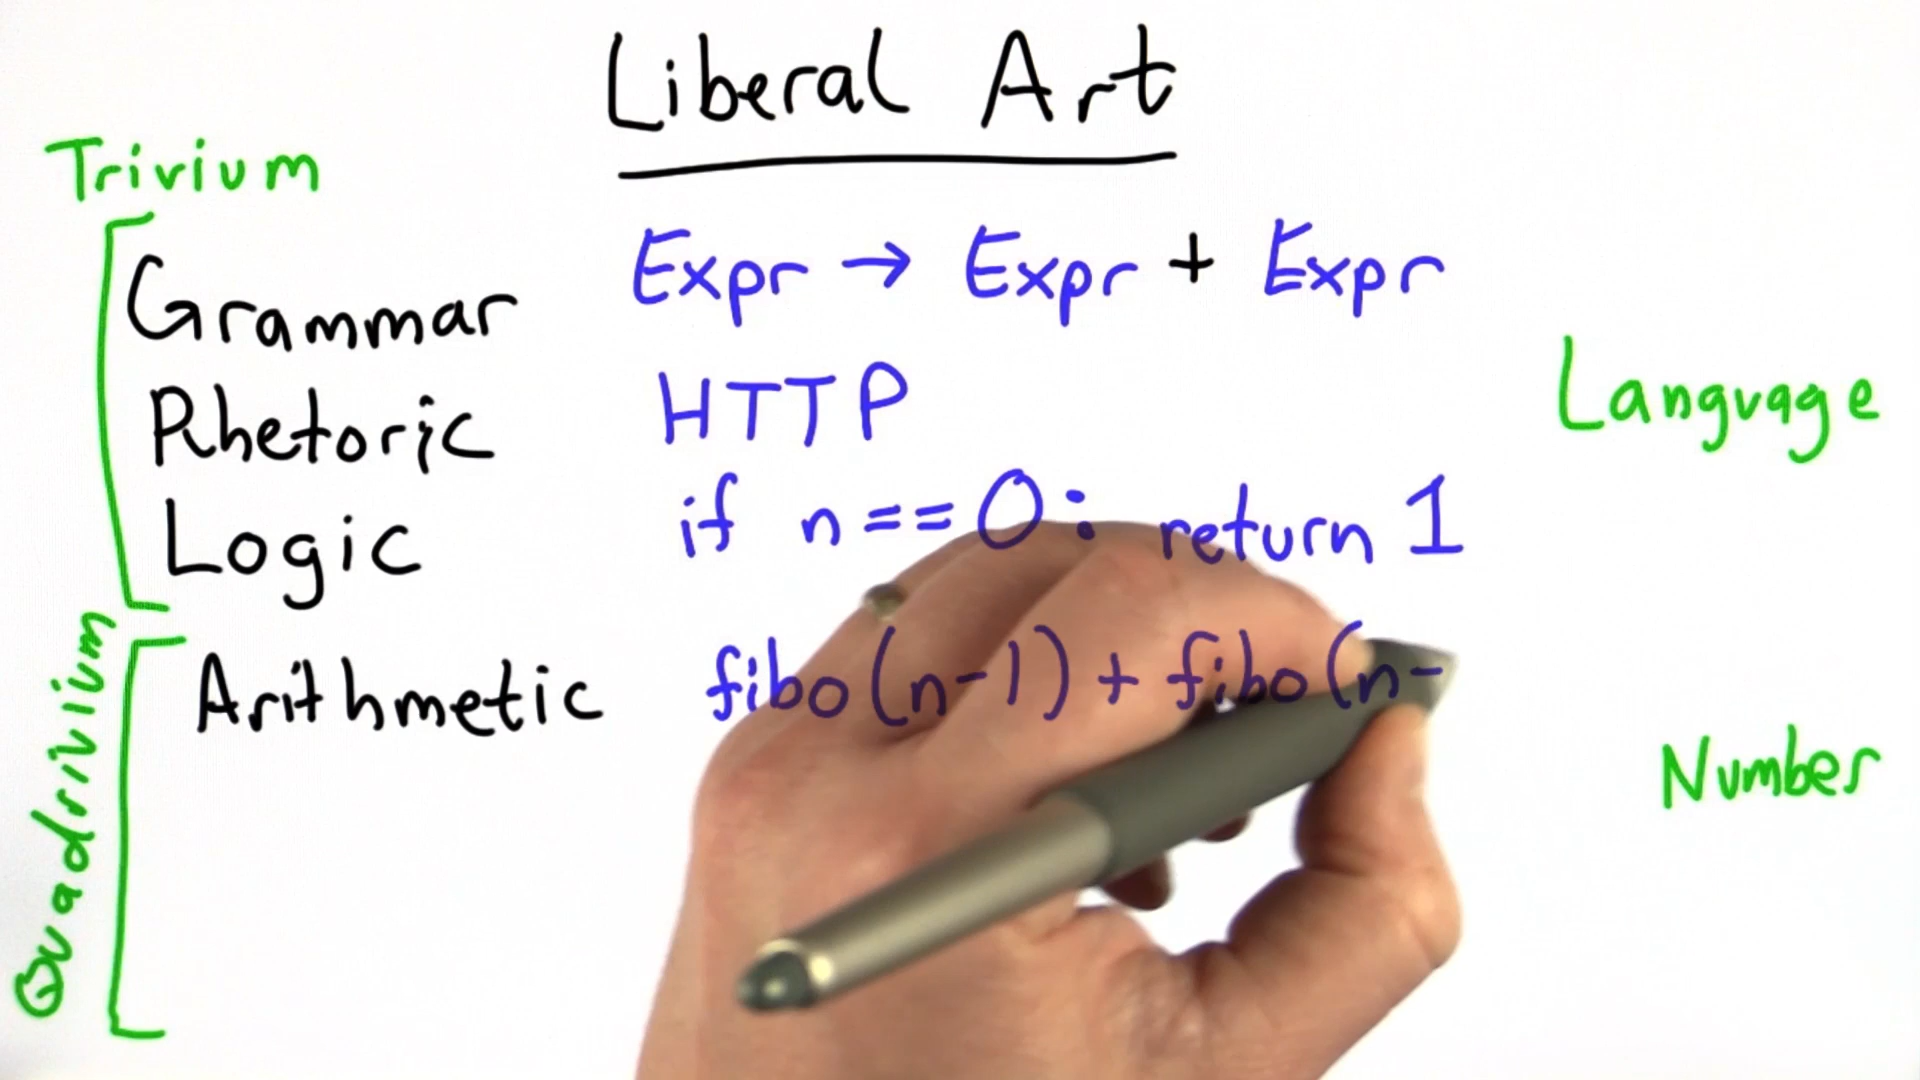 Liberal Art
Trivium
Grammar Expr → Expr + Expr
Rhetoric HTTP
Language
Logic if n == 0: return 1
Quadrivium
Arithmetic fibo(n-1) + fibo(n-
Number